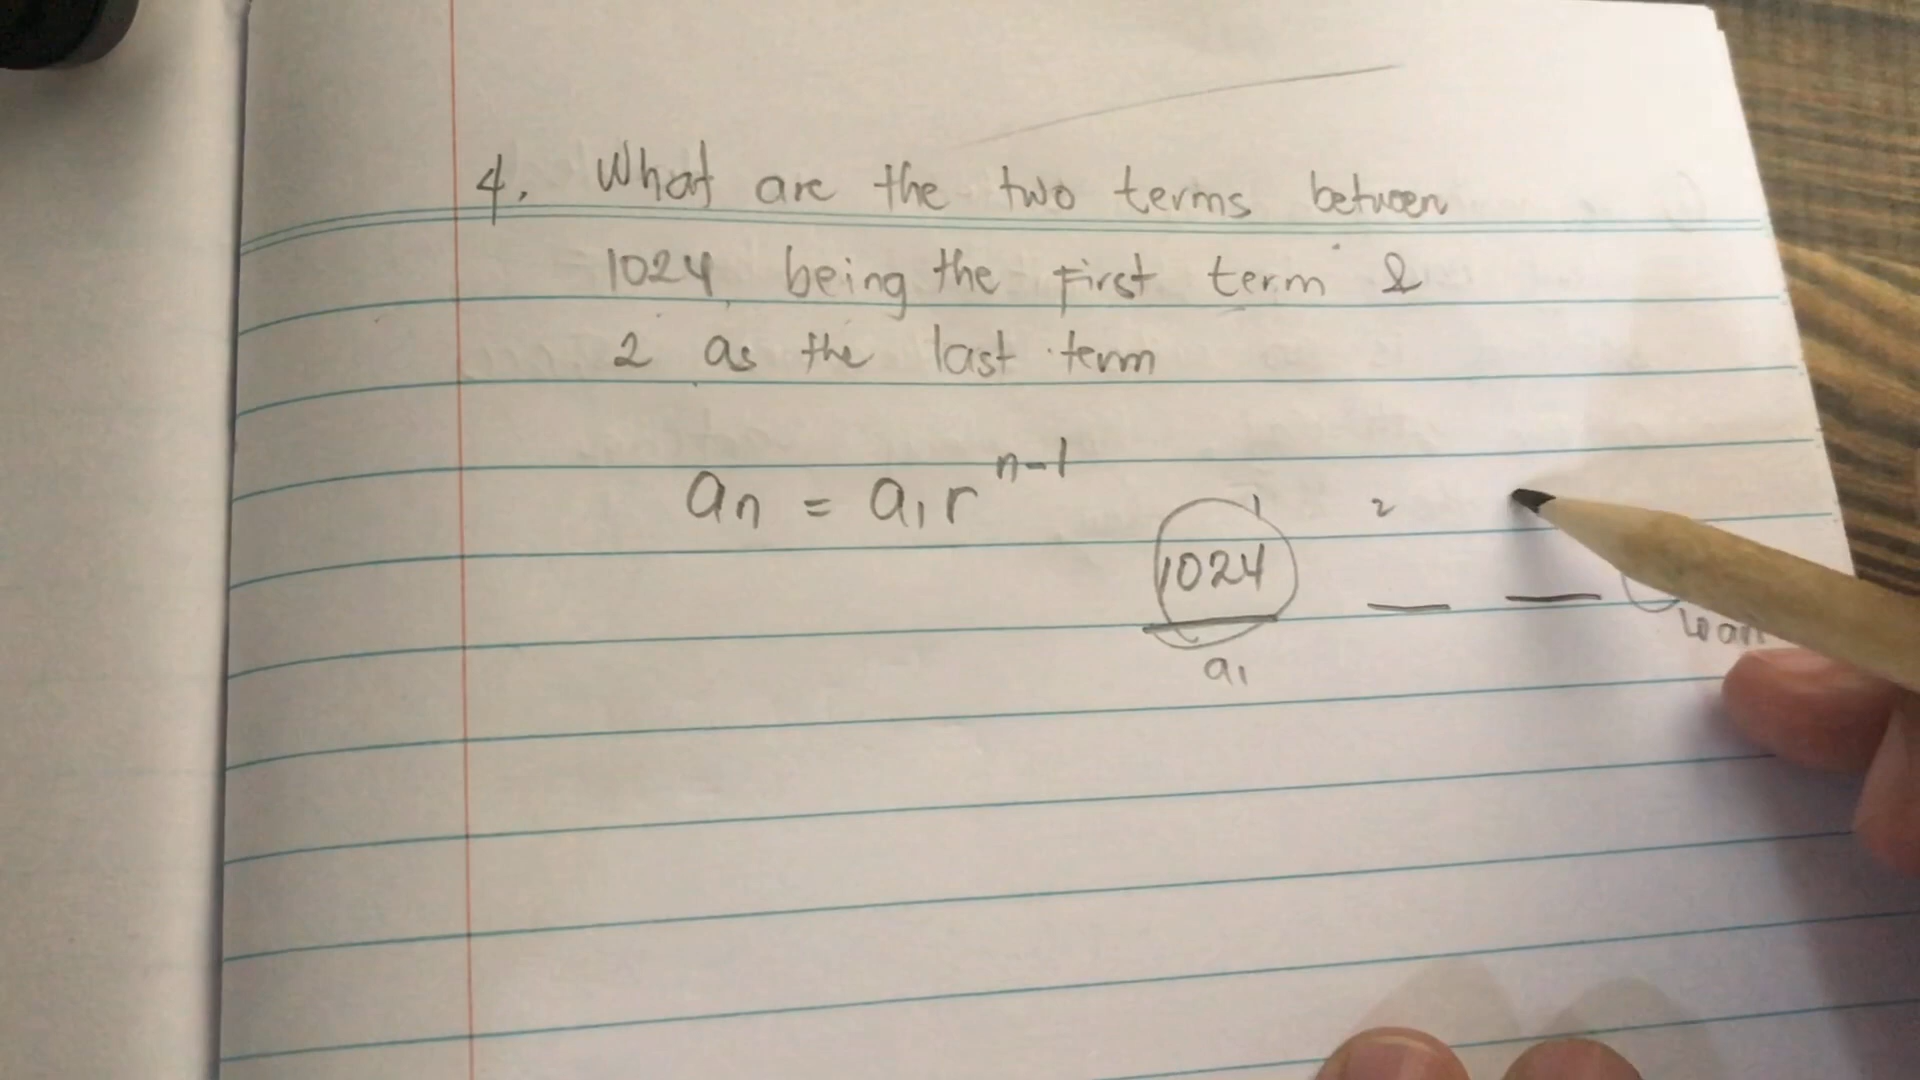 4. What are the two terms between
1024 being the first term &
2 as the last term
an = a₁r^n-1
1 2
1024
a₁